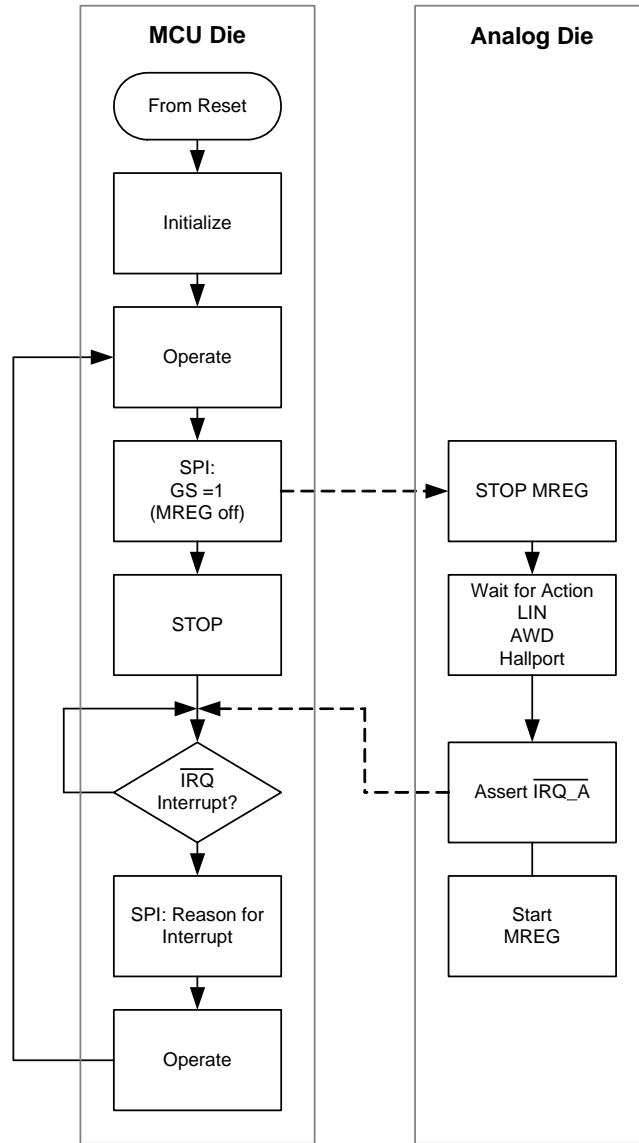 MCU Die
From Reset
Initialize
Operate
SPI:
GS =1
(MREG off)
STOP
IRQ
Interrupt?
SPI: Reason for
Interrupt
Operate
Analog Die
STOP MREG
Wait for Action
LIN
AWD
Hallport
Assert IRQ_A
Start
MREG